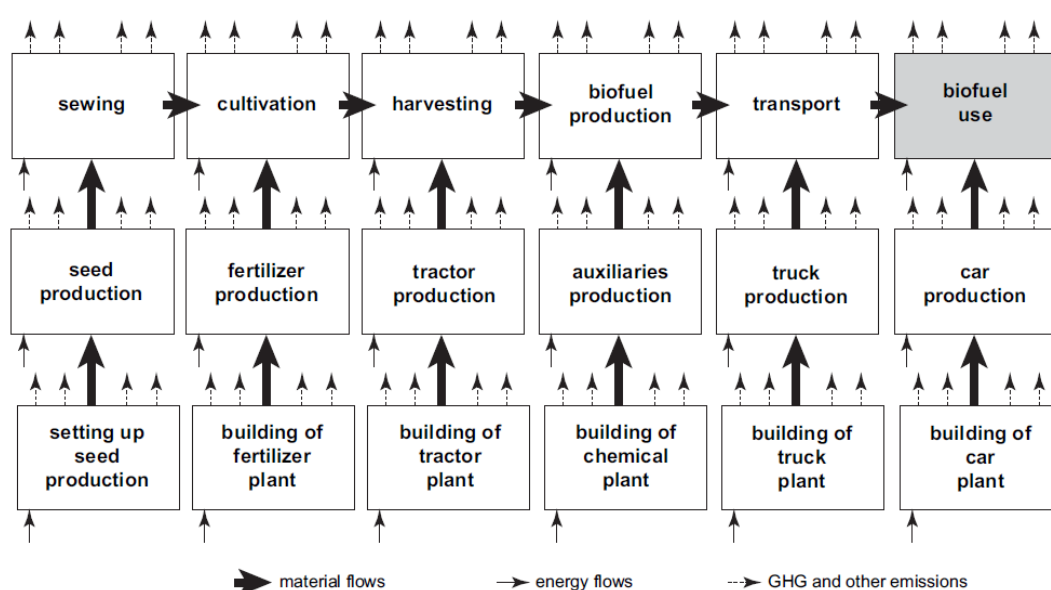 sewing
cultivation
harvesting
biofuel
production
transport
biofuel
use
seed
production
fertilizer
production
tractor
production
auxiliaries
production
truck
production
car
production
setting up
seed
production
building of
fertilizer
plant
building of
tractor
plant
building of
chemical
plant
building of
truck
plant
building of
car
plant
material flows
energy flows
GHG and other emissions